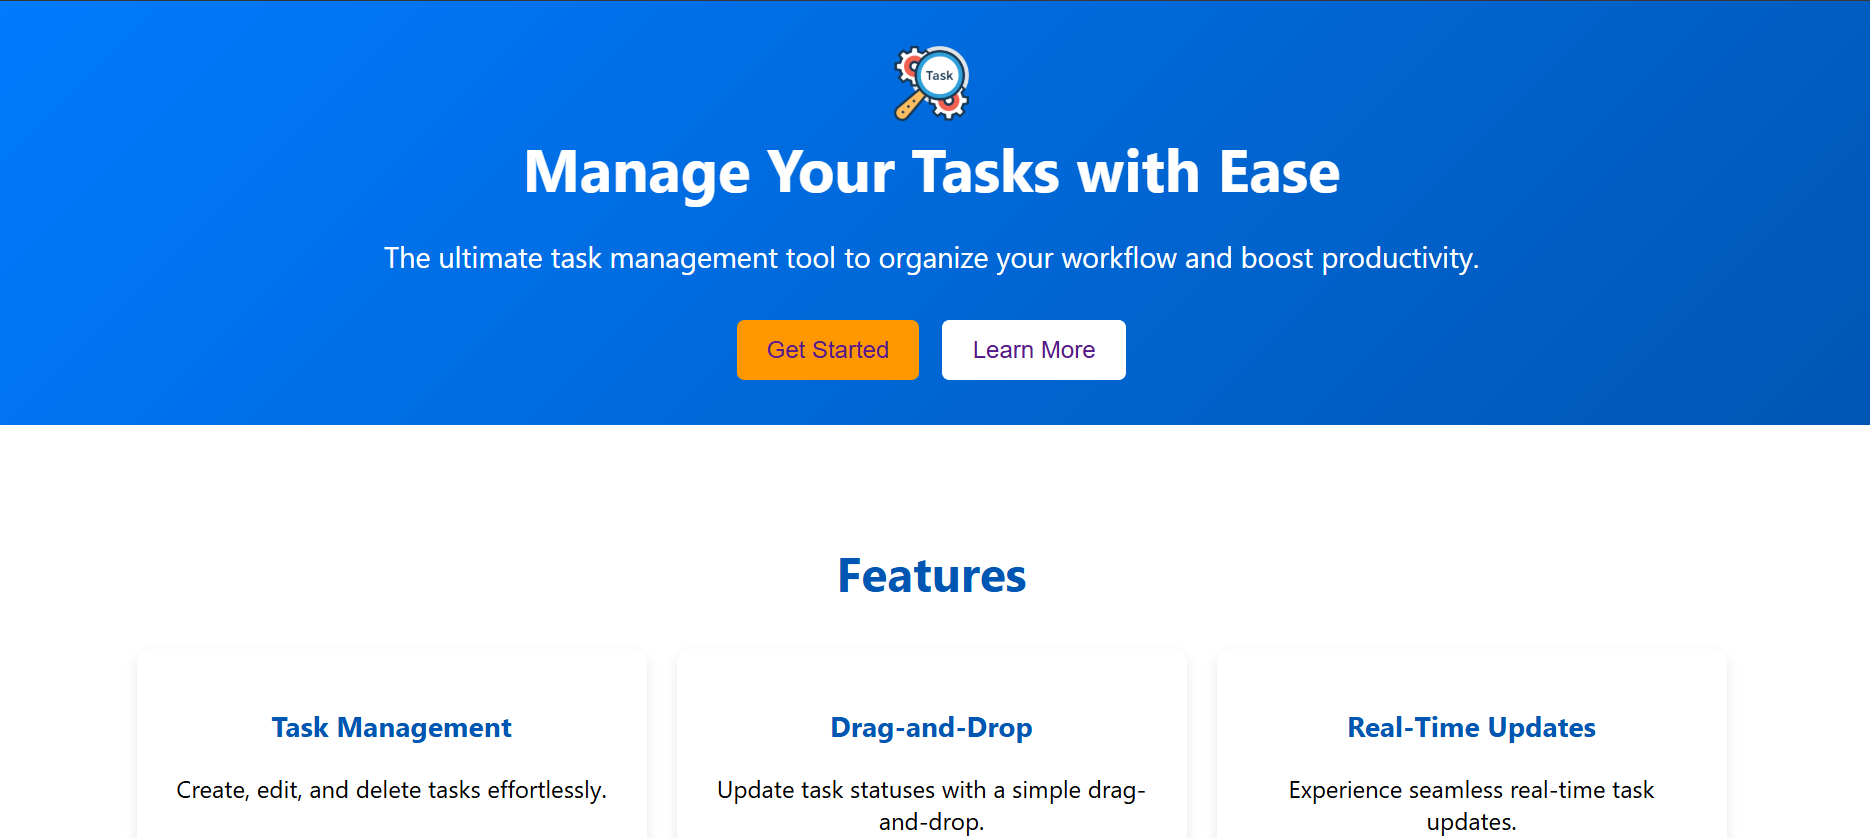 Task
Manage Your Tasks with Ease
The ultimate task management tool to organize your workflow and boost productivity.
Get Started
Learn More
Features
Task Management
Create, edit, and delete tasks effortlessly.
Drag-and-Drop
Update task statuses with a simple drag-
and-drop.
Real-Time Updates
Experience seamless real-time task
updates.